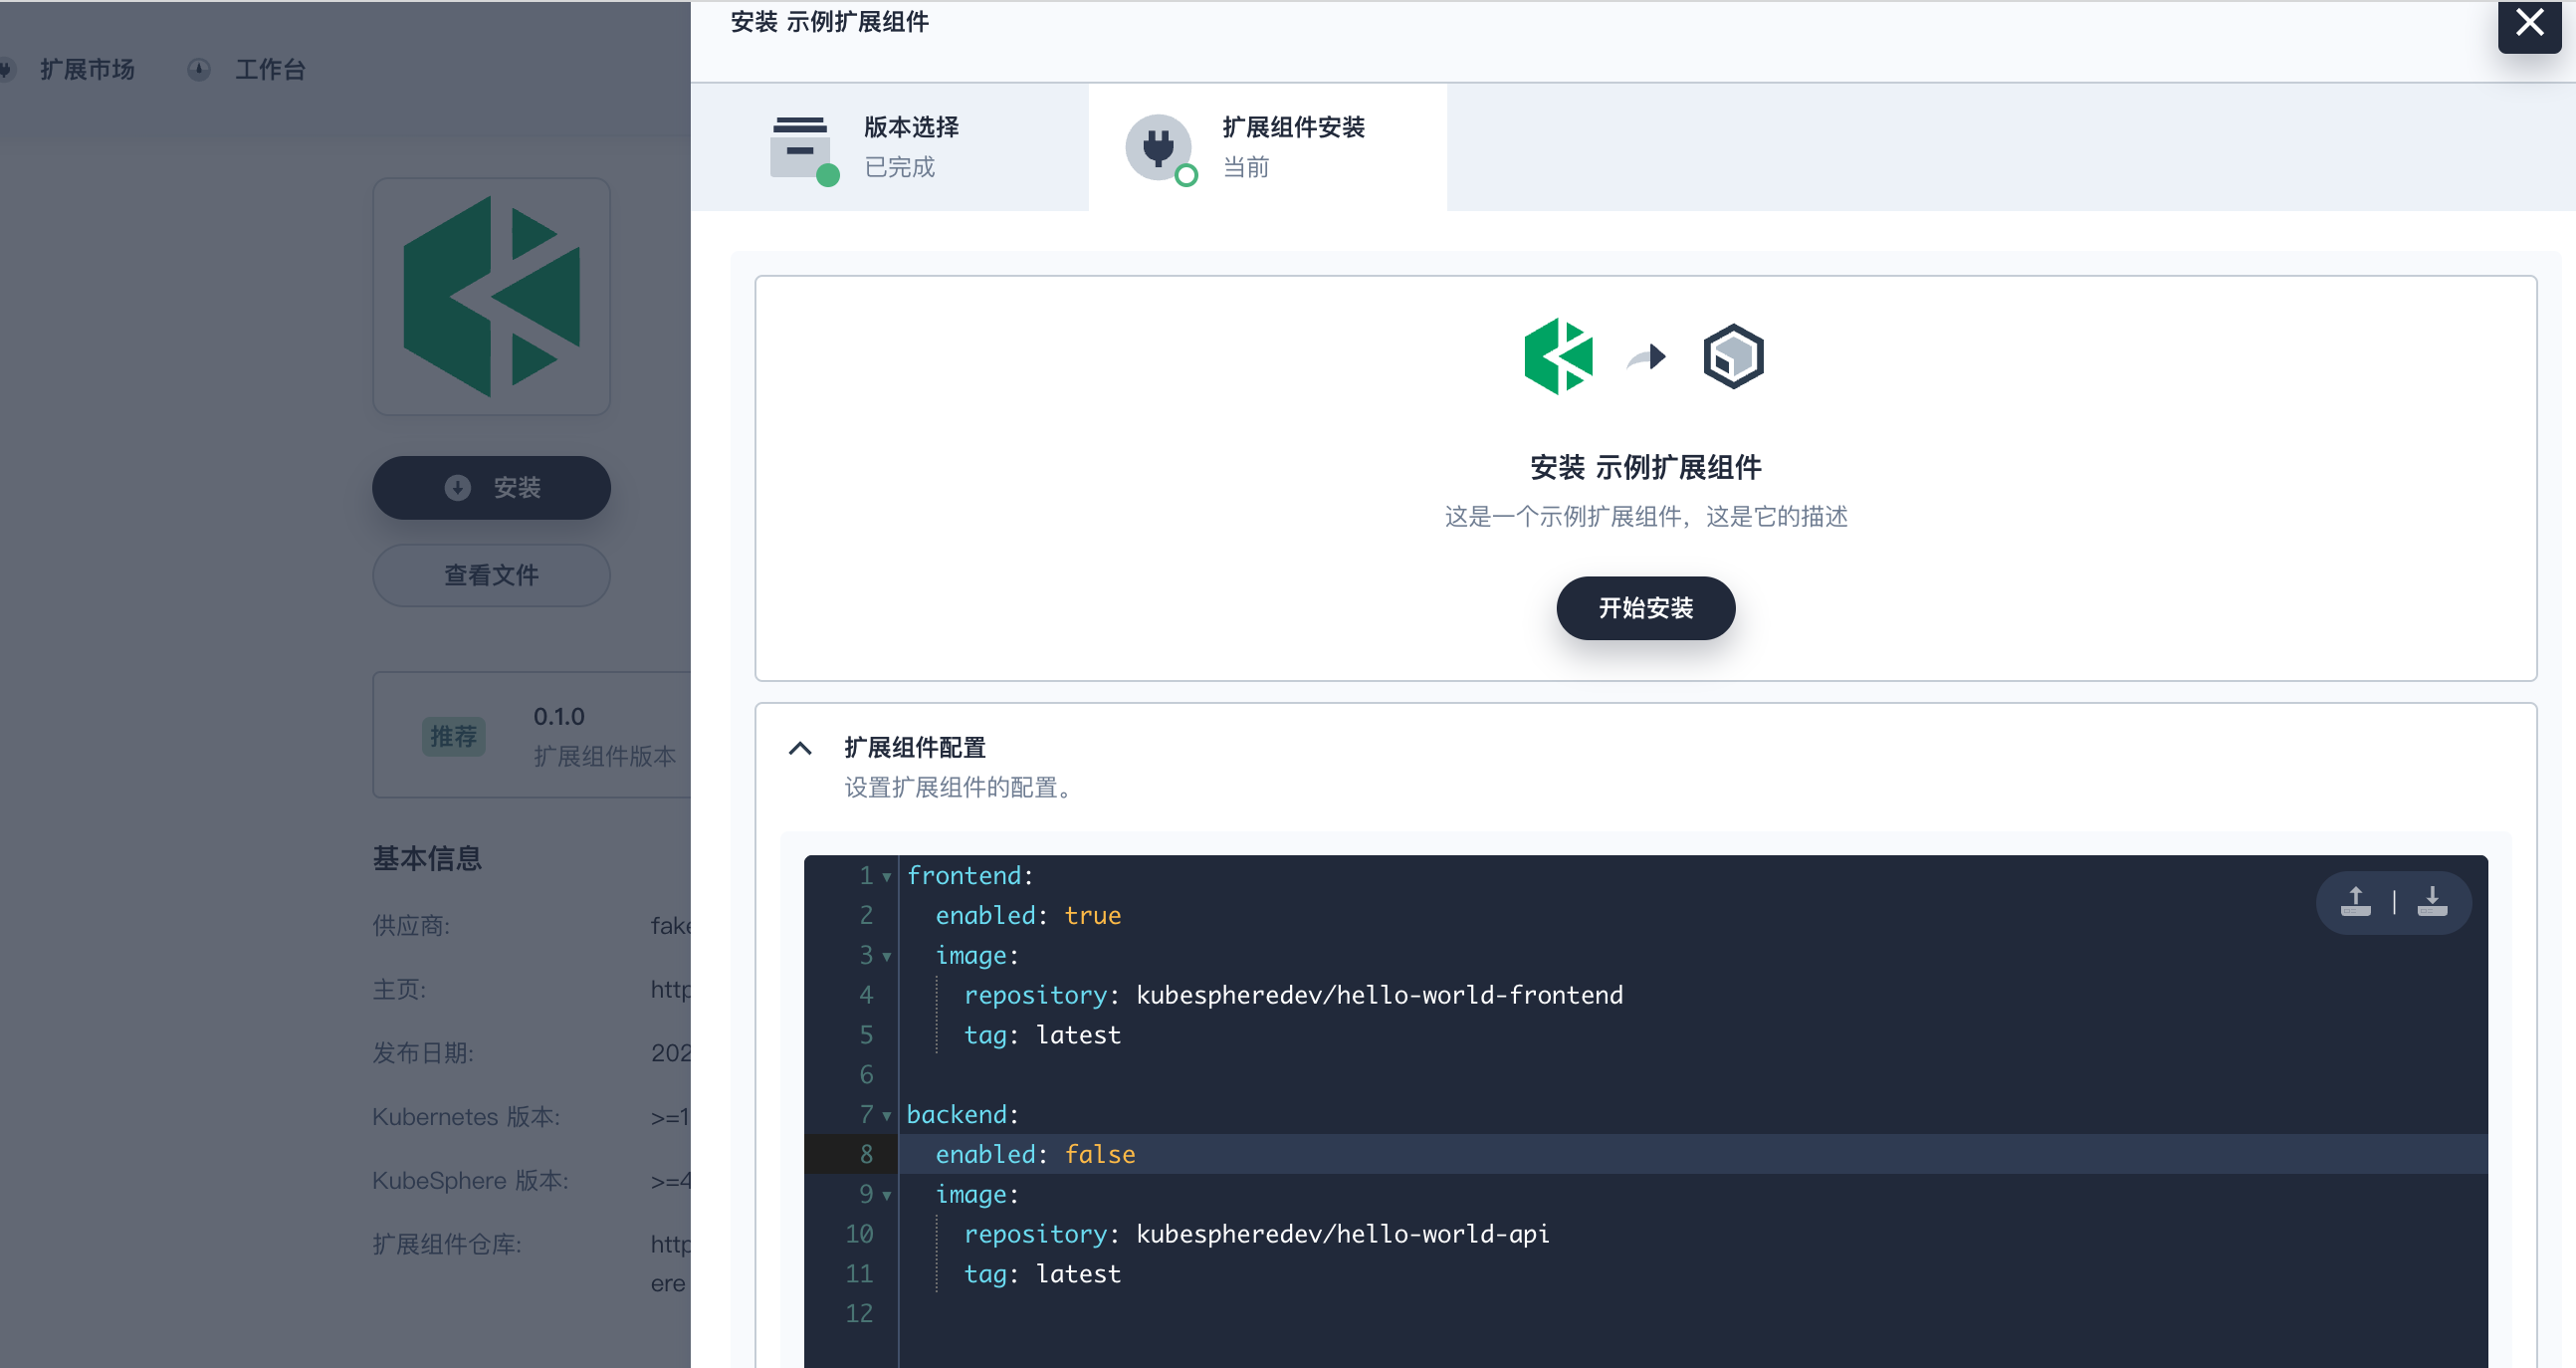 安装 示例扩展组件
扩展市场
工作台
版本选择
已完成
扩展组件安装
当前
安装
查看文件
推荐
0.1.0
扩展组件版本
基本信息
供应商: fake
主页: http
发布日期: 202
Kubernetes 版本: >=1
KubeSphere 版本: >=4
扩展组件仓库: http
ere
安装 示例扩展组件
这是一个示例扩展组件，这是它的描述
开始安装
扩展组件配置
设置扩展组件的配置。
1 frontend:
2 enabled: true
3 image:
4 repository: kubespheredev/hello-world-frontend
5 tag: latest
6
7 backend:
8 enabled: false
9 image:
10 repository: kubespheredev/hello-world-api
11 tag: latest
12